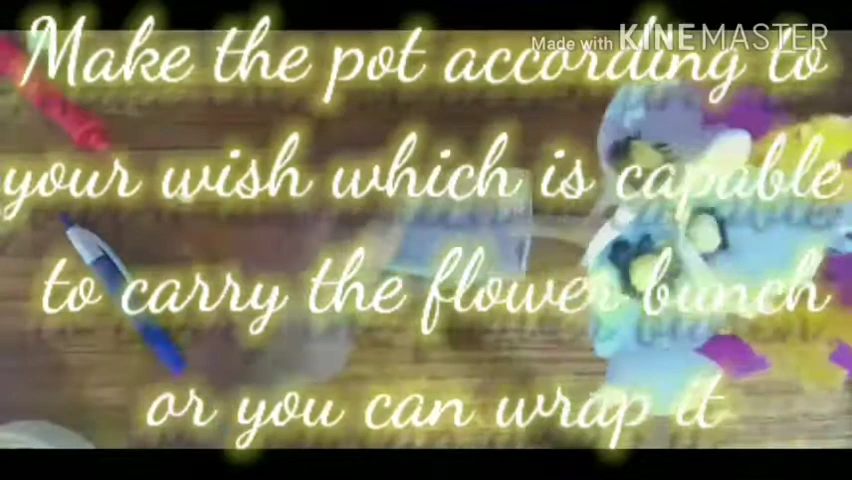 Made with KINEMASTER
Make the pot according to
your wish which is capable
to carry the flower bunch
or you can wrap it